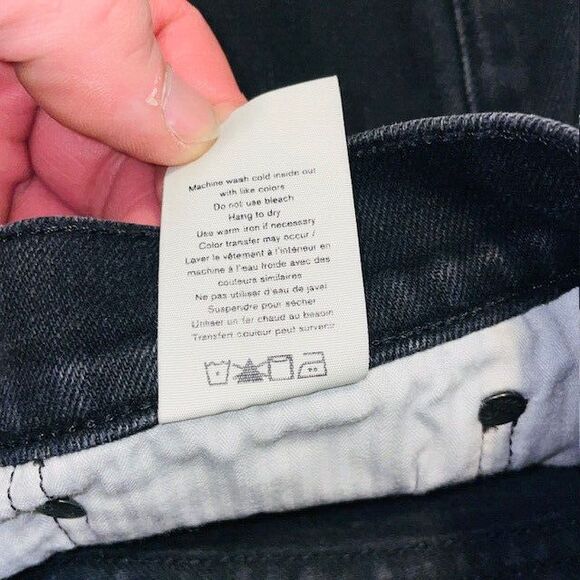 Machine wash cold inside out
with like colors
Do not use bleach
Hang to dry
Use warm iron if necessary
Color transfer may occur /
Laver le vêtement à l'intérieur en
machine à l'eau froide avec des
couleurs similaires
Ne pas utiliser d'eau de javel
Suspendre pour sécher
Utiliser un fer chaud au besoin
Transfert couleur peut survenir